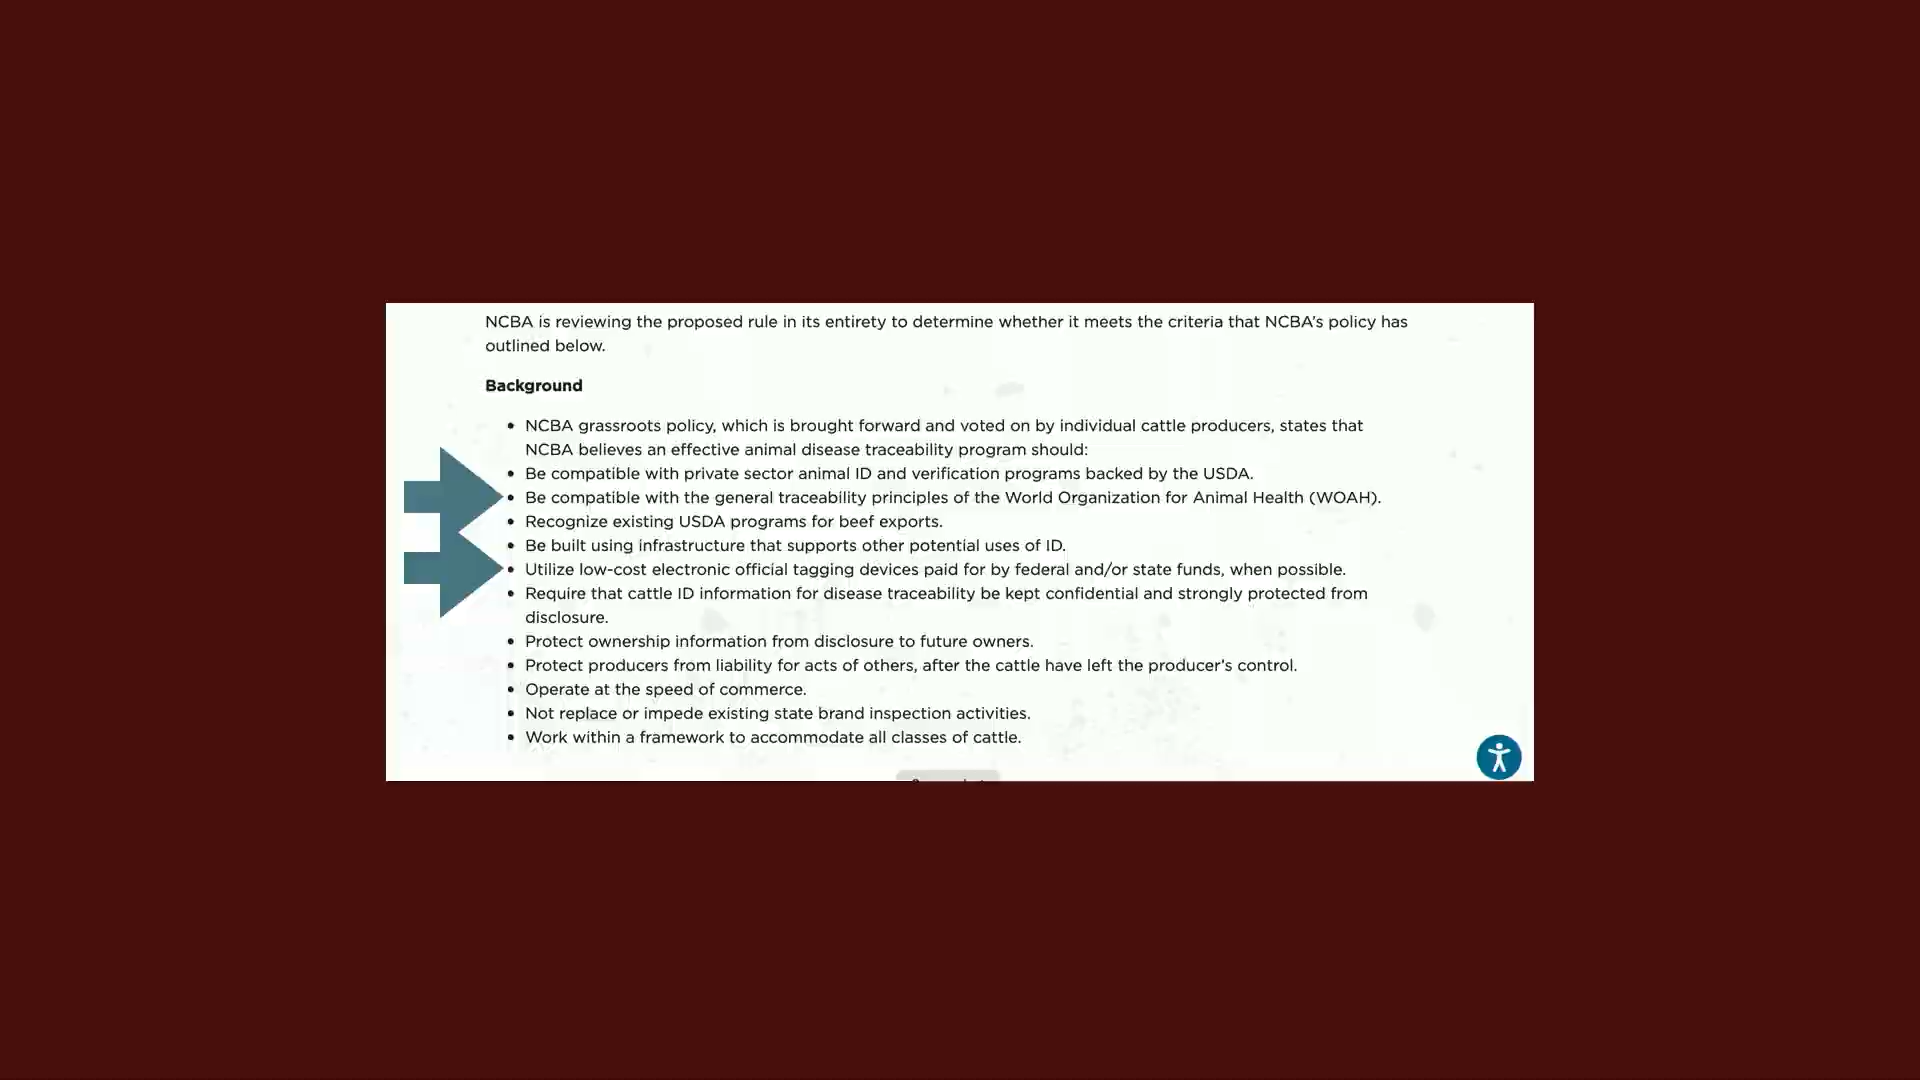 NCBA is reviewing the proposed rule in its entirety to determine whether it meets the criteria that NCBA’s policy has
outlined below.
Background
• NCBA grassroots policy, which is brought forward and voted on by individual cattle producers, states that
NCBA believes an effective animal disease traceability program should:
• Be compatible with private sector animal ID and verification programs backed by the USDA.
• Be compatible with the general traceability principles of the World Organization for Animal Health (WOAH).
• Recognize existing USDA programs for beef exports.
• Be built using infrastructure that supports other potential uses of ID.
• Utilize low-cost electronic official tagging devices paid for by federal and/or state funds, when possible.
• Require that cattle ID information for disease traceability be kept confidential and strongly protected from
disclosure.
• Protect ownership information from disclosure to future owners.
• Protect producers from liability for acts of others, after the cattle have left the producer’s control.
• Operate at the speed of commerce.
• Not replace or impede existing state brand inspection activities.
• Work within a framework to accommodate all classes of cattle.